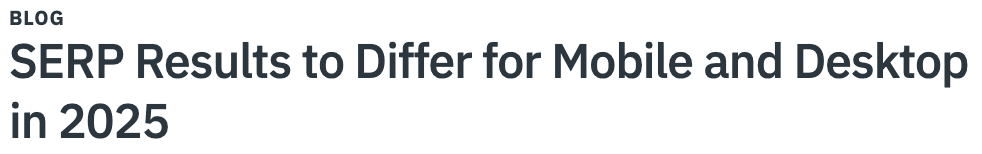 BLOG
SERP Results to Differ for Mobile and Desktop
in 2025